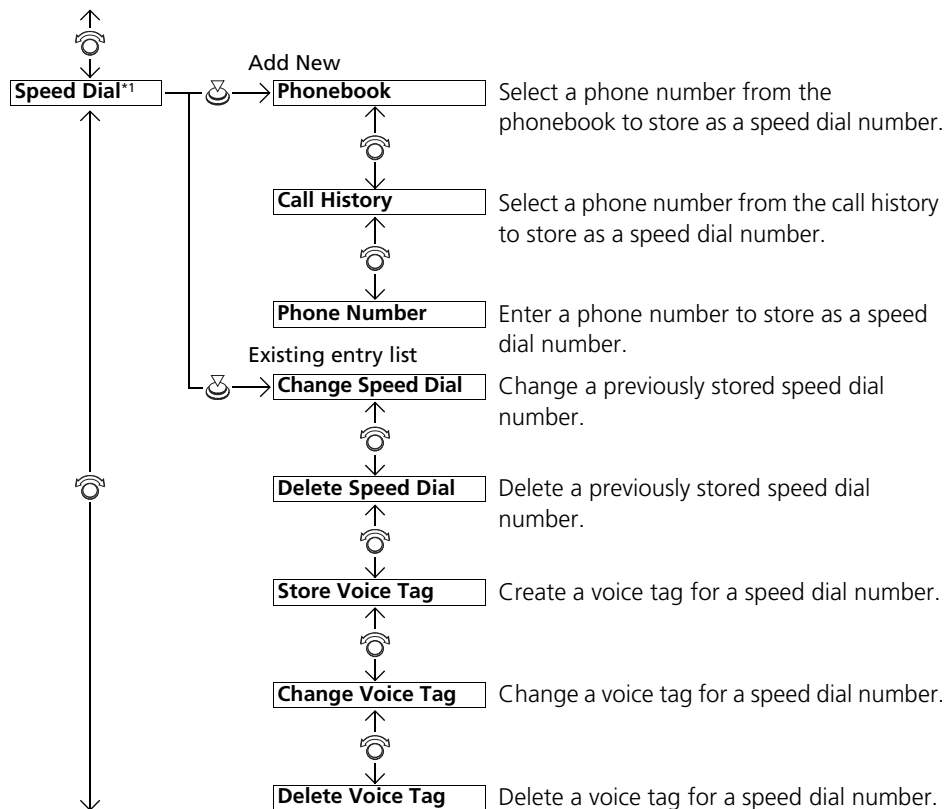 Add New
Speed Dial*1
Phonebook
Select a phone number from the
phonebook to store as a speed dial number.
Call History
Select a phone number from the call history
to store as a speed dial number.
Phone Number
Enter a phone number to store as a speed
dial number.
Existing entry list
Change Speed Dial
Change a previously stored speed dial
number.
Delete Speed Dial
Delete a previously stored speed dial
number.
Store Voice Tag
Create a voice tag for a speed dial number.
Change Voice Tag
Change a voice tag for a speed dial number.
Delete Voice Tag
Delete a voice tag for a speed dial number.